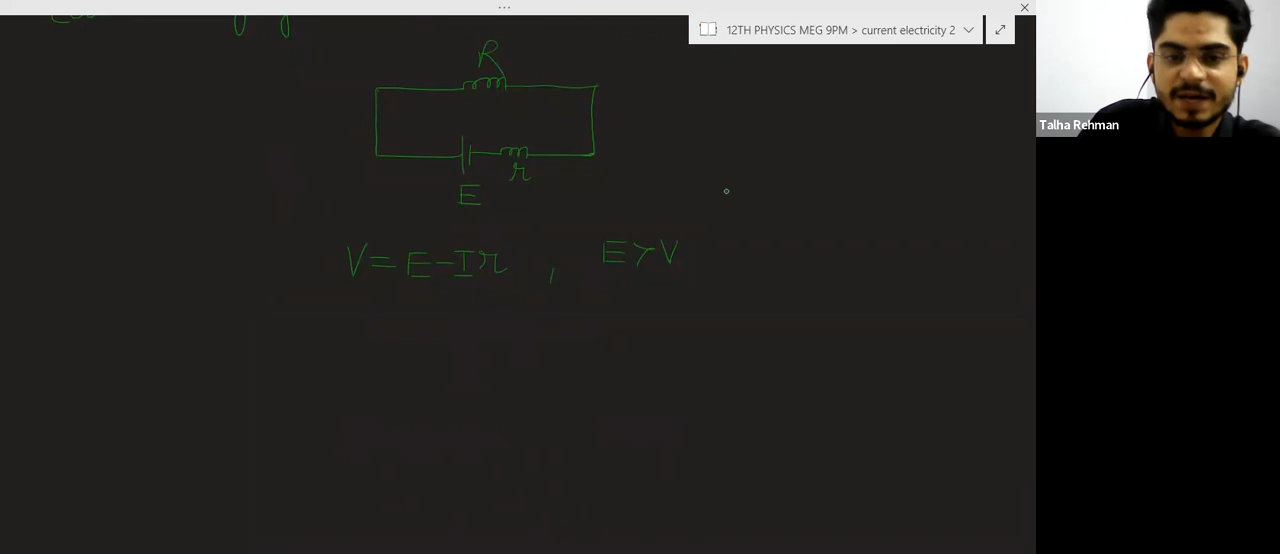 12TH PHYSICS MEG 9PM > current electricity 2
Talha Rehman
R
r
E
V = E - Ir , E > V